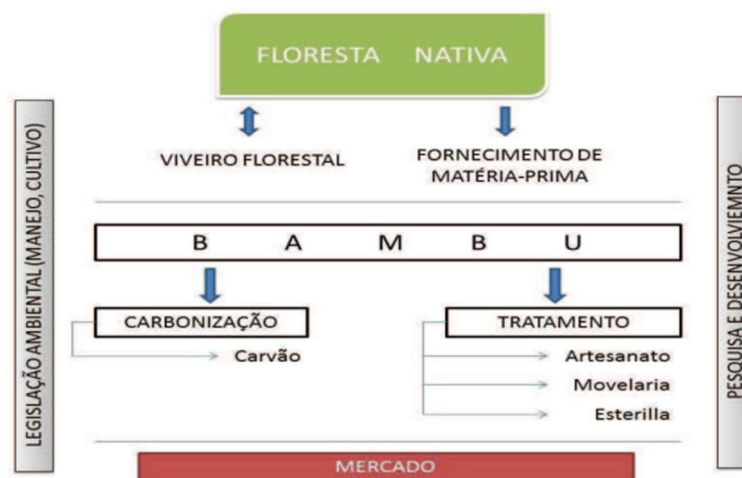 FLORESTA NATIVA
LEGISLAÇÃO AMBIENTAL (MANEJO, CULTIVO)
VIVEIRO FLORESTAL
FORNECIMENTO DE
MATÉRIA-PRIMA
B A M B U
CARBONIZAÇÃO
Carvão
TRATAMENTO
Artesanato
Movelaria
Esterilla
PESQUISA E DESENVOLVIEMNTO
MERCADO